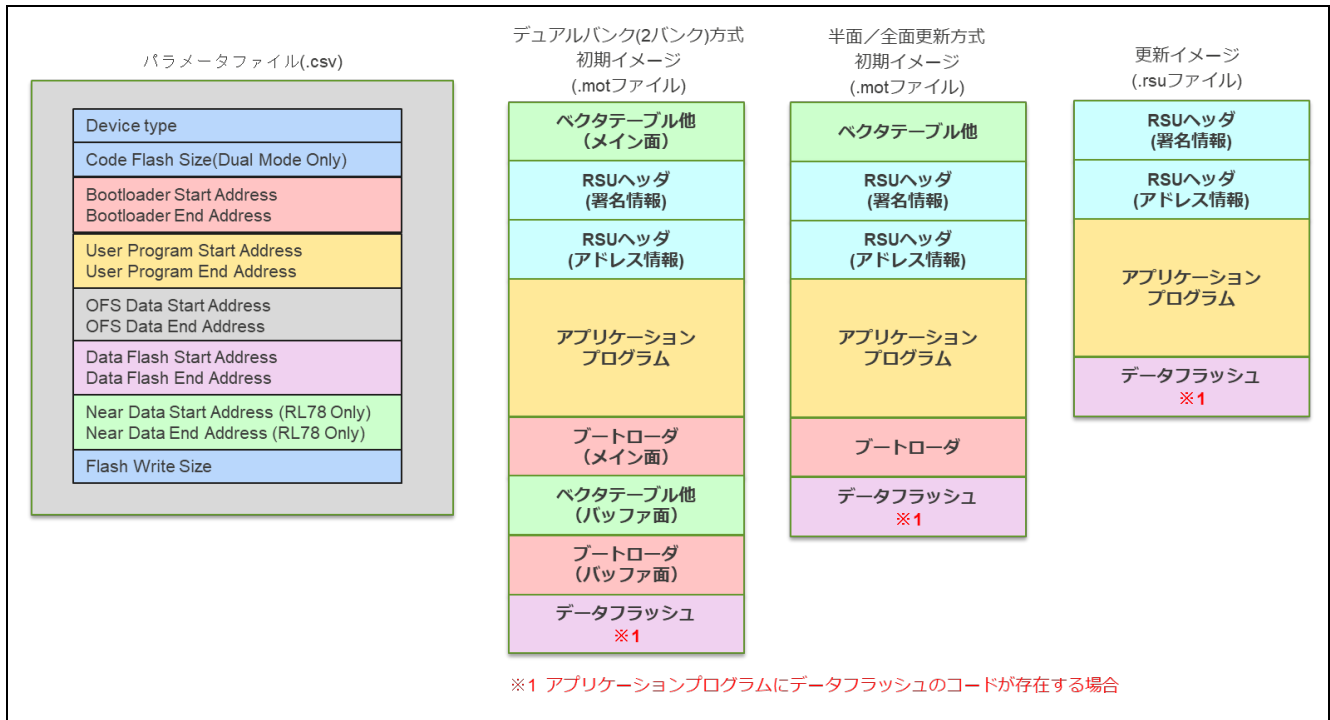 パラメータファイル(.csv)
Device type
Code Flash Size(Dual Mode Only)
Bootloader Start Address
Bootloader End Address
User Program Start Address
User Program End Address
OFS Data Start Address
OFS Data End Address
Data Flash Start Address
Data Flash End Address
Near Data Start Address (RL78 Only)
Near Data End Address (RL78 Only)
Flash Write Size
デュアルバンク(2バンク)方式
初期イメージ
(.motファイル)
ベクタテーブル他
（メイン面）
RSUヘッダ
(署名情報)
RSUヘッダ
(アドレス情報)
アプリケーション
プログラム
ブートローダ
（メイン面）
ベクタテーブル他
（バッファ面）
ブートローダ
（バッファ面）
データフラッシュ
※1
半面／全面更新方式
初期イメージ
(.motファイル)
ベクタテーブル他
RSUヘッダ
(署名情報)
RSUヘッダ
(アドレス情報)
アプリケーション
プログラム
ブートローダ
データフラッシュ
※1
更新イメージ
(.rsuファイル)
RSUヘッダ
(署名情報)
RSUヘッダ
(アドレス情報)
アプリケーション
プログラム
データフラッシュ
※1
※1 アプリケーションプログラムにデータフラッシュのコードが存在する場合